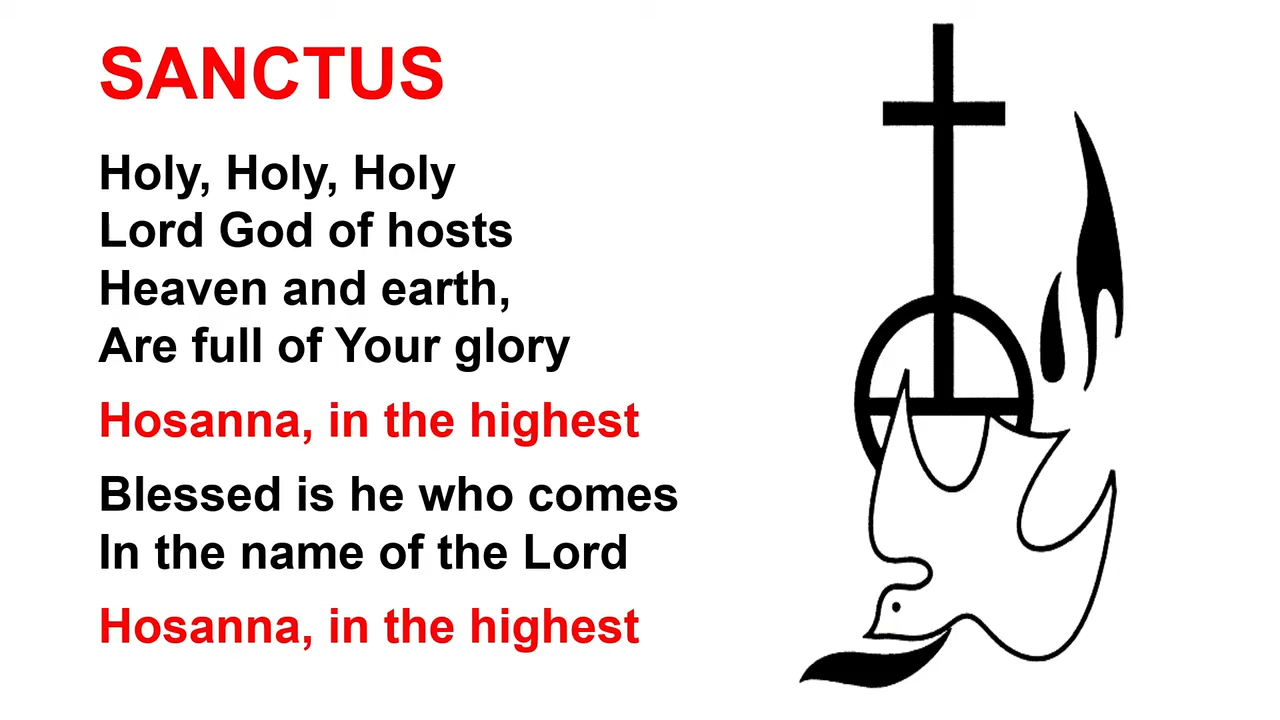 SANCTUS
Holy, Holy, Holy
Lord God of hosts
Heaven and earth,
Are full of Your glory
Hosanna, in the highest
Blessed is he who comes
In the name of the Lord
Hosanna, in the highest